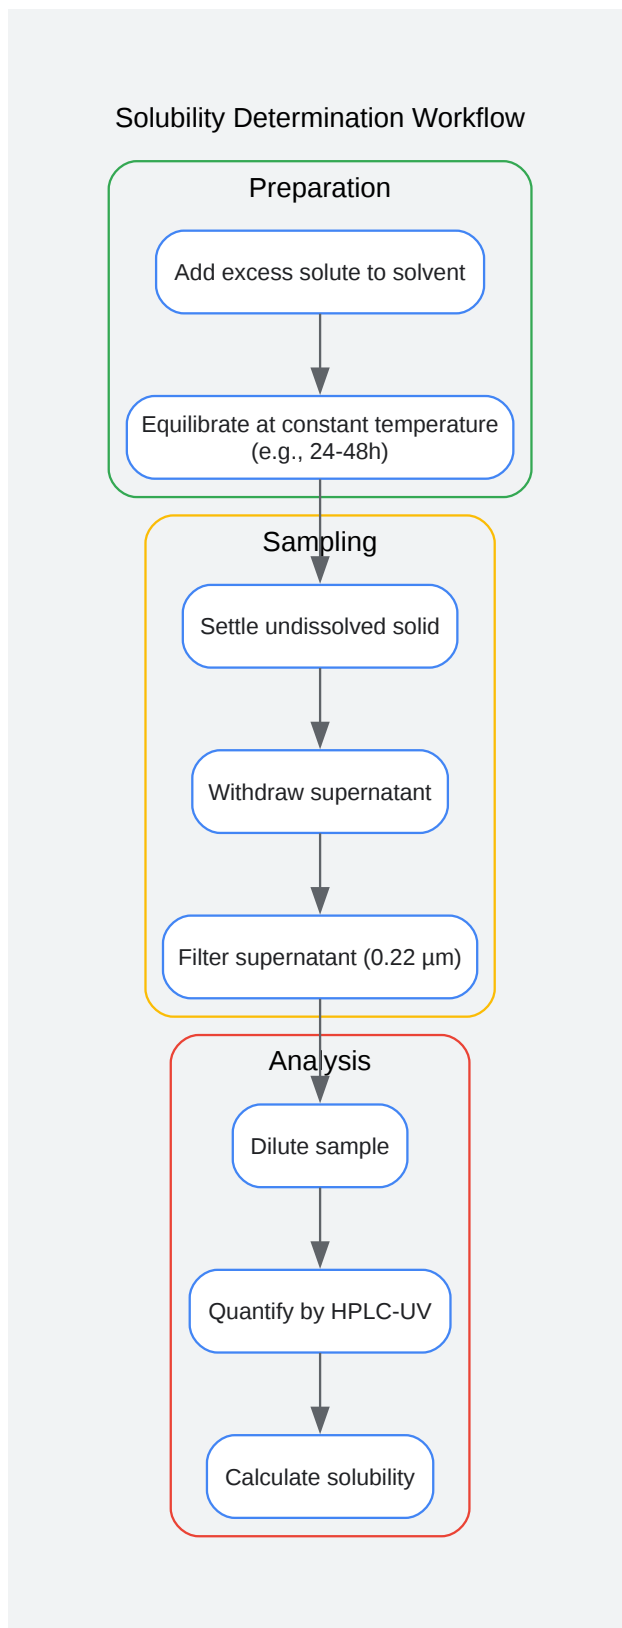 Solubility Determination Workflow
Preparation
Add excess solute to solvent
Equilibrate at constant temperature
(e.g., 24-48h)
Sampling
Settle undissolved solid
Withdraw supernatant
Filter supernatant (0.22 µm)
Analysis
Dilute sample
Quantify by HPLC-UV
Calculate solubility